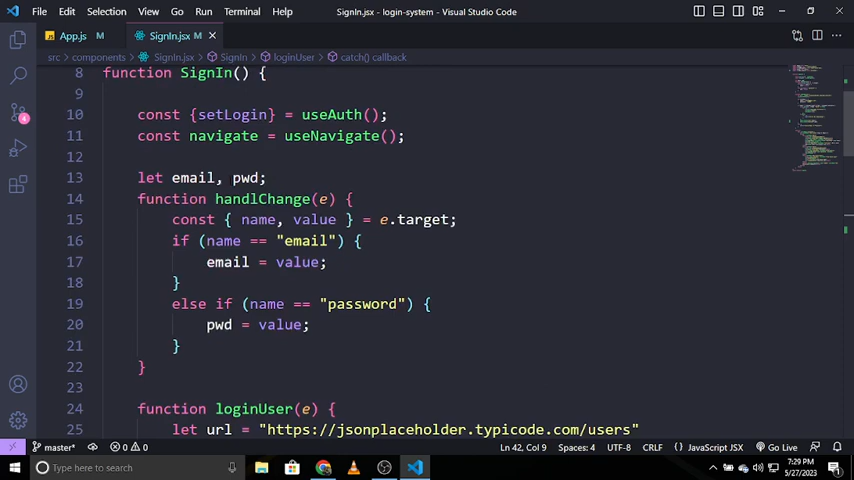 File Edit Selection View Go Run Terminal Help SignIn.jsx - login-system - Visual Studio Code
App.js M SignIn.jsx M
src > components > SignIn.jsx > SignIn > loginUser > catch() callback
8 function SignIn() {
9
10 const {setLogin} = useAuth();
11 const navigate = useNavigate();
12
13 let email, pwd;
14 function handlChange(e) {
15 const { name, value } = e.target;
16 if (name == "email") {
17 email = value;
18 }
19 else if (name == "password") {
20 pwd = value;
21 }
22 }
23
24 function loginUser(e) {
25 let url = "https://jsonplaceholder.typicode.com/users"
4
master* 0 0 Ln 42, Col 9 Spaces: 4 UTF-8 CRLF { } JavaScript JSX Go Live
Type here to search 7:29 PM
5/27/2023